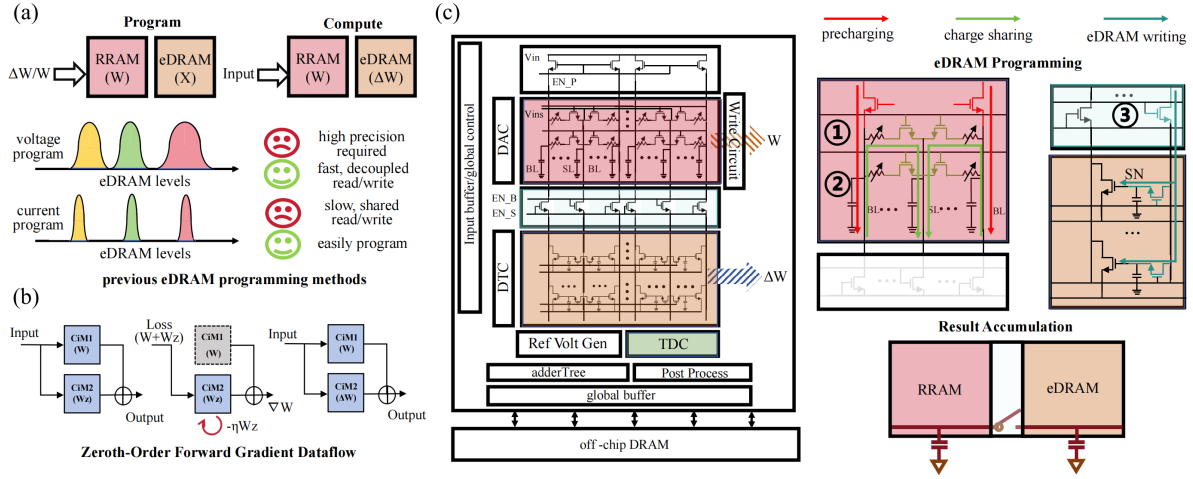 (a)
Program
Compute
ΔW/W
RRAM
(W)
eDRAM
(X)
Input
RRAM
(W)
eDRAM
(ΔW)
voltage
program
eDRAM levels
current
program
eDRAM levels
high precision
required
fast, decoupled
read/write
slow, shared
read/write
easily program
previous eDRAM programming methods
(b)
Input
CiM1
(W)
CiM2
(Wz)
Output
Loss
(W+Wz)
CiM1
(W)
CiM2
(Wz)
∇W
-ηWz
Input
CiM1
(W)
CiM2
(ΔW)
Output
Zeroth-Order Forward Gradient Dataflow
(c)
Input buffer/global control
Vin
EN_P
DAC
Vins
BL
SL
BL
Write Circuit
W
EN_B
EN_S
DTC
ΔW
Ref Volt Gen
TDC
adderTree
Post Process
global buffer
off -chip DRAM
precharging
charge sharing
eDRAM writing
eDRAM Programming
①
②
BL
SL
BL
③
SN
Result Accumulation
RRAM
eDRAM